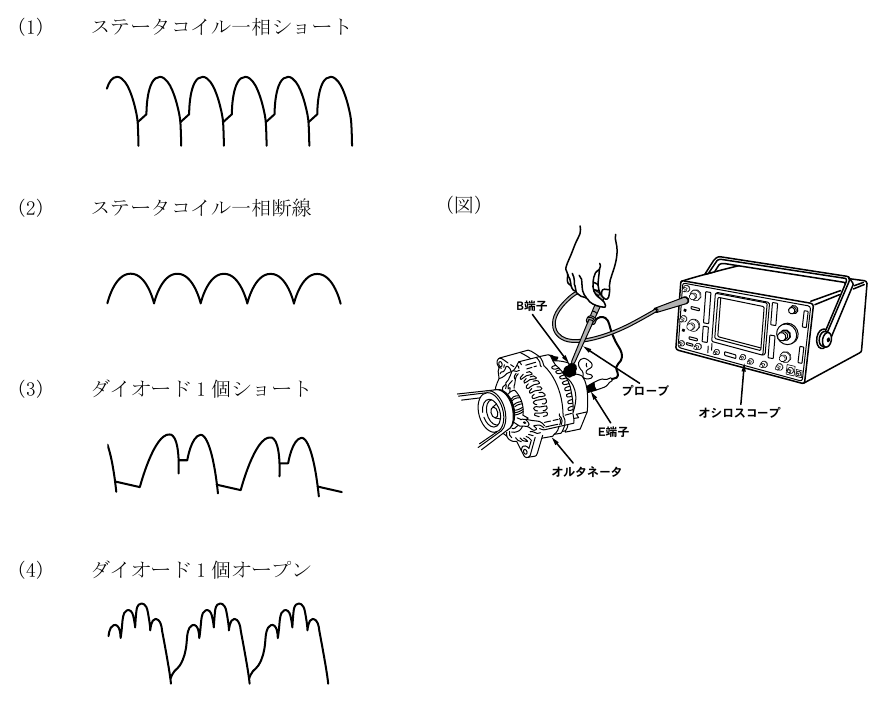 (1) ステータコイル一相ショート
(2) ステータコイル一相断線
(図)
B端子
プローブ
オシロスコープ
E端子
オルタネータ
(3) ダイオード1個ショート
(4) ダイオード1個オープン